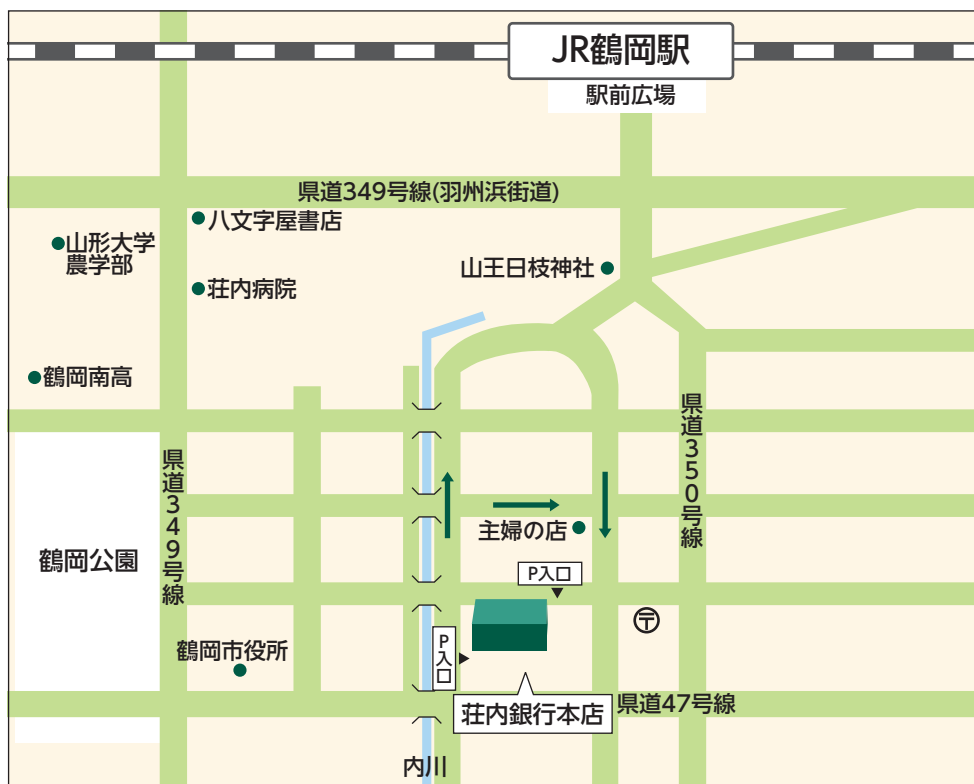 JR鶴岡駅
駅前広場
県道349号線(羽州浜街道)
八文字屋書店
山形大学
農学部
山王日枝神社
荘内病院
鶴岡南高
県道350号線
県道349号線
主婦の店
鶴岡公園
P入口
〒
鶴岡市役所
P入口
県道47号線
荘内銀行本店
内川